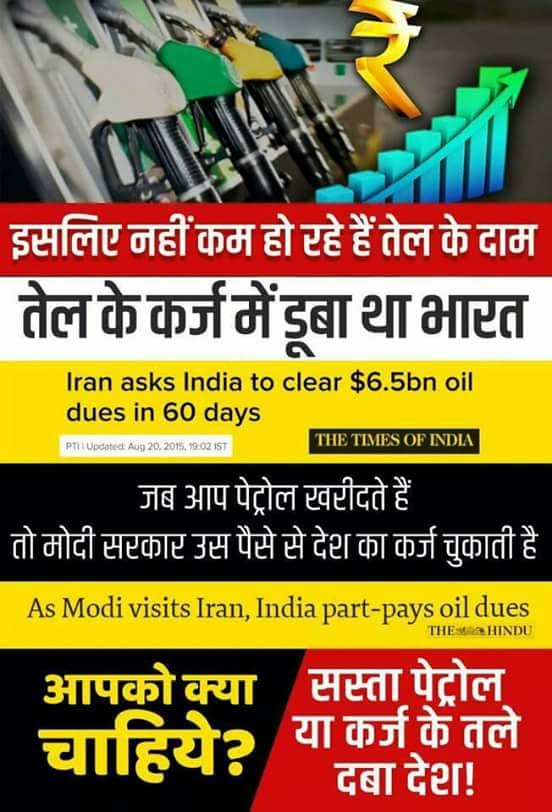 ₹
इसलिए नहीं कम हो रहे हैं तेल के दाम
तेल के कर्ज में डूबा था भारत
Iran asks India to clear $6.5bn oil
dues in 60 days
PTI | Updated: Aug 20, 2015, 19:02 IST
THE TIMES OF INDIA
जब आप पेट्रोल खरीदते हैं
तो मोदी सरकार उस पैसे से देश का कर्ज चुकाती है
As Modi visits Iran, India part-pays oil dues
THE HINDU
आपको क्या
चाहिये?
सस्ता पेट्रोल
या कर्ज के तले
दबा देश!